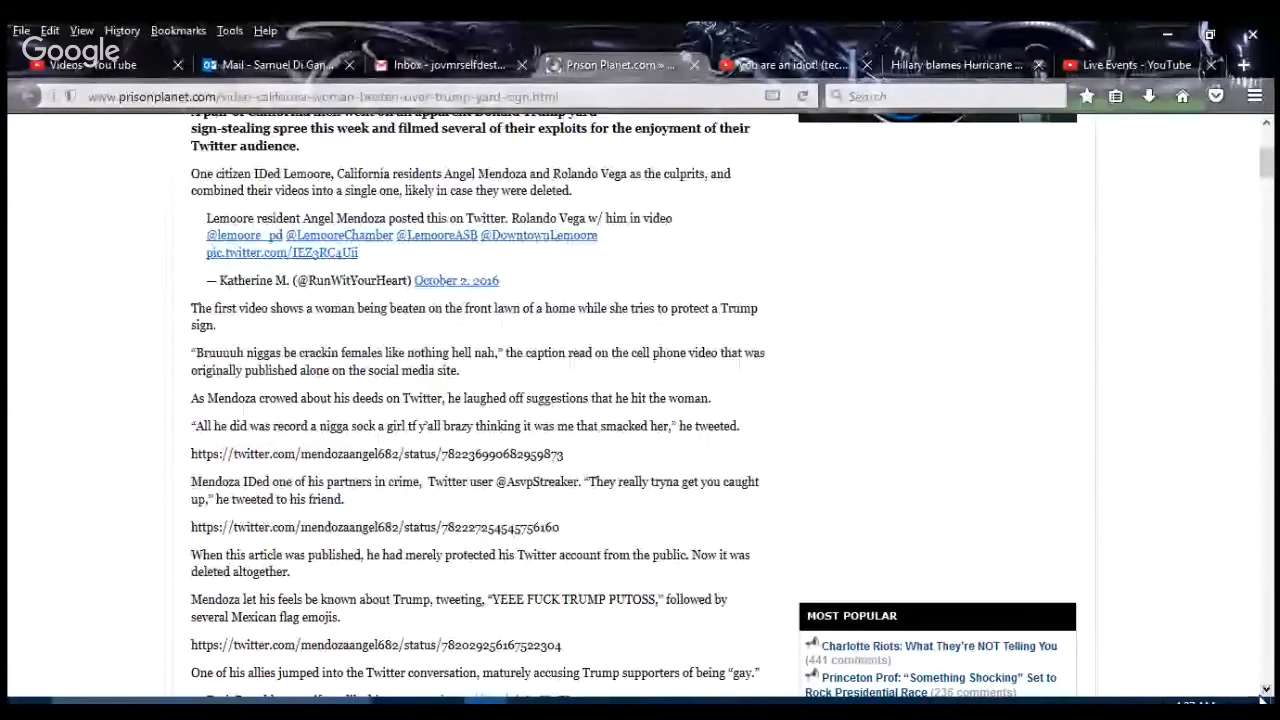 File Edit View History Bookmarks Tools Help
Google
Videos - YouTube
Mail - Samuel Di Gan...
Inbox - jovmrselfdest...
Prison Planet.com » ...
you are an idiot! (tec...
Hillary blames Hurricane ...
Live Events - YouTube
www.prisonplanet.com/video-california-woman-beaten-over-trump-yard-sign.html
Search
sign-stealing spree this week and filmed several of their exploits for the enjoyment of their
Twitter audience.
One citizen IDed Lemoore, California residents Angel Mendoza and Rolando Vega as the culprits, and
combined their videos into a single one, likely in case they were deleted.
Lemoore resident Angel Mendoza posted this on Twitter. Rolando Vega w/ him in video
@lemoore_pd @LemooreChamber @LemooreASB @DowntownLemoore
pic.twitter.com/IEZ3RC4Uii
— Katherine M. (@RunWitYourHeart) October 2, 2016
The first video shows a woman being beaten on the front lawn of a home while she tries to protect a Trump
sign.
“Bruuuuh niggas be crackin females like nothing hell nah,” the caption read on the cell phone video that was
originally published alone on the social media site.
As Mendoza crowed about his deeds on Twitter, he laughed off suggestions that he hit the woman.
“All he did was record a nigga sock a girl tf y’all brazy thinking it was me that smacked her,” he tweeted.
https://twitter.com/mendozaangel682/status/782236990682959873
Mendoza IDed one of his partners in crime, Twitter user @AsvpStreaker. “They really tryna get you caught
up,” he tweeted to his friend.
https://twitter.com/mendozaangel682/status/782227254545756160
When this article was published, he had merely protected his Twitter account from the public. Now it was
deleted altogether.
Mendoza let his feels be known about Trump, tweeting, “YEEE FUCK TRUMP PUTOSS,” followed by
several Mexican flag emojis.
https://twitter.com/mendozaangel682/status/782029256167522304
One of his allies jumped into the Twitter conversation, maturely accusing Trump supporters of being “gay.”
MOST POPULAR
Charlotte Riots: What They're NOT Telling You
(441 comments)
Princeton Prof: “Something Shocking” Set to
Rock Presidential Race (236 comments)